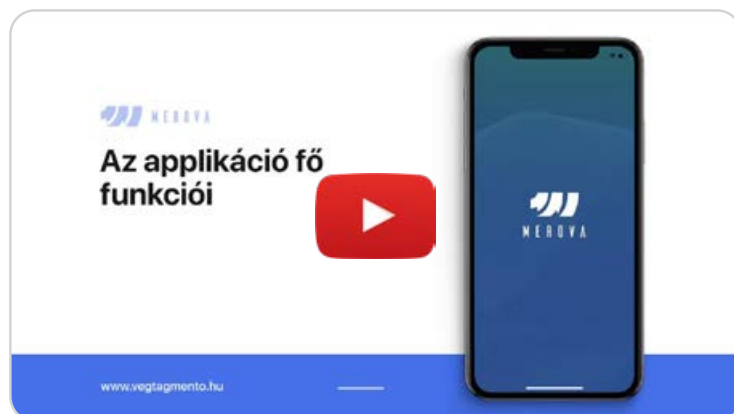 MEROVA
Az applikáció fő
funkciói
MEROVA
www.vegtagmento.hu